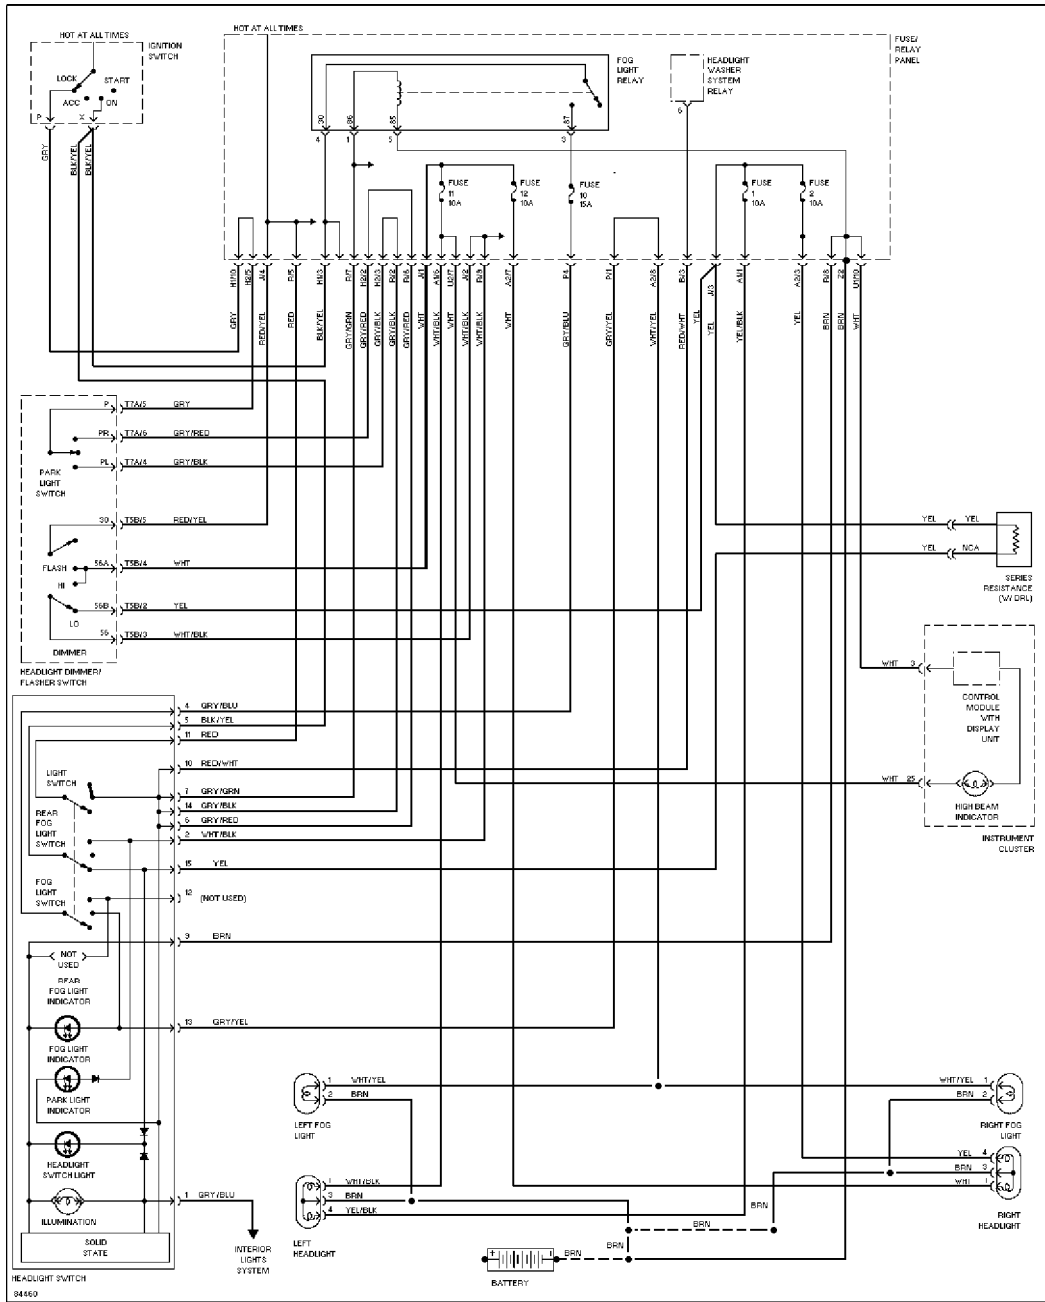 HOT AT ALL TIMES
IGNITION
SWITCH
LOCK
START
ACC
ON
P
X
GRY
BLK/YEL
BLK/YEL
HOT AT ALL TIMES
FUSE/
RELAY
PANEL
FOG
LIGHT
RELAY
HEADLIGHT
WASHER
SYSTEM
RELAY
30
86
85
87
4
1
5
3
6
FUSE
11
10A
FUSE
12
10A
FUSE
10
15A
FUSE
1
10A
FUSE
2
10A
H1/10
H2/5
J/4
R/5
H1/3
R/7
H2/2
H2/3
R/2
R/6
J/1
A1/6
U2/7
J/2
R/9
A2/7
P4
P/1
A2/8
B/3
J/3
A1/1
A2/3
R/8
Z2
U1/10
GRY
RED/YEL
RED
BLK/YEL
GRY/GRN
GRY/RED
GRY/BLK
GRY/BLK
GRY/RED
WHT
WHT/BLK
WHT
WHT/BLK
WHT/BLK
WHT
GRY/BLU
GRY/YEL
WHT/YEL
RED/WHT
YEL
YEL
YEL/BLK
YEL
BRN
BRN
WHT
P T7A/5 GRY
PR T7A/6 GRY/RED
PL T7A/4 GRY/BLK
PARK
LIGHT
SWITCH
30 T5B/5 RED/YEL
FLASH 56A T5B/4 WHT
HI
56B T5B/2 YEL
LO
56 T5B/3 WHT/BLK
DIMMER
HEADLIGHT DIMMER/
FLASHER SWITCH
YEL YEL
YEL NCA
SERIES
RESISTANCE
(W/ DRL)
WHT 3
CONTROL
MODULE
WITH
DISPLAY
UNIT
WHT 25
HIGH BEAM
INDICATOR
INSTRUMENT
CLUSTER
4 GRY/BLU
5 BLK/YEL
11 RED
10 RED/WHT
7 GRY/GRN
14 GRY/BLK
6 GRY/RED
2 WHT/BLK
15 YEL
12 (NOT USED)
9 BRN
13 GRY/YEL
1 GRY/BLU
LIGHT
SWITCH
REAR
FOG
LIGHT
SWITCH
FOG
LIGHT
SWITCH
NOT
USED
REAR
FOG LIGHT
INDICATOR
FOG LIGHT
INDICATOR
PARK LIGHT
INDICATOR
HEADLIGHT
SWITCH LIGHT
ILLUMINATION
SOLID
STATE
HEADLIGHT SWITCH
84460
INTERIOR
LIGHTS
SYSTEM
1 WHT/YEL
2 BRN
LEFT FOG
LIGHT
1 WHT/BLK
3 BRN
4 YEL/BLK
LEFT
HEADLIGHT
WHT/YEL 1
BRN 2
RIGHT FOG
LIGHT
YEL 4
BRN 3
WHT 1
RIGHT
HEADLIGHT
BRN
BRN
BRN
BRN
+
-
BATTERY